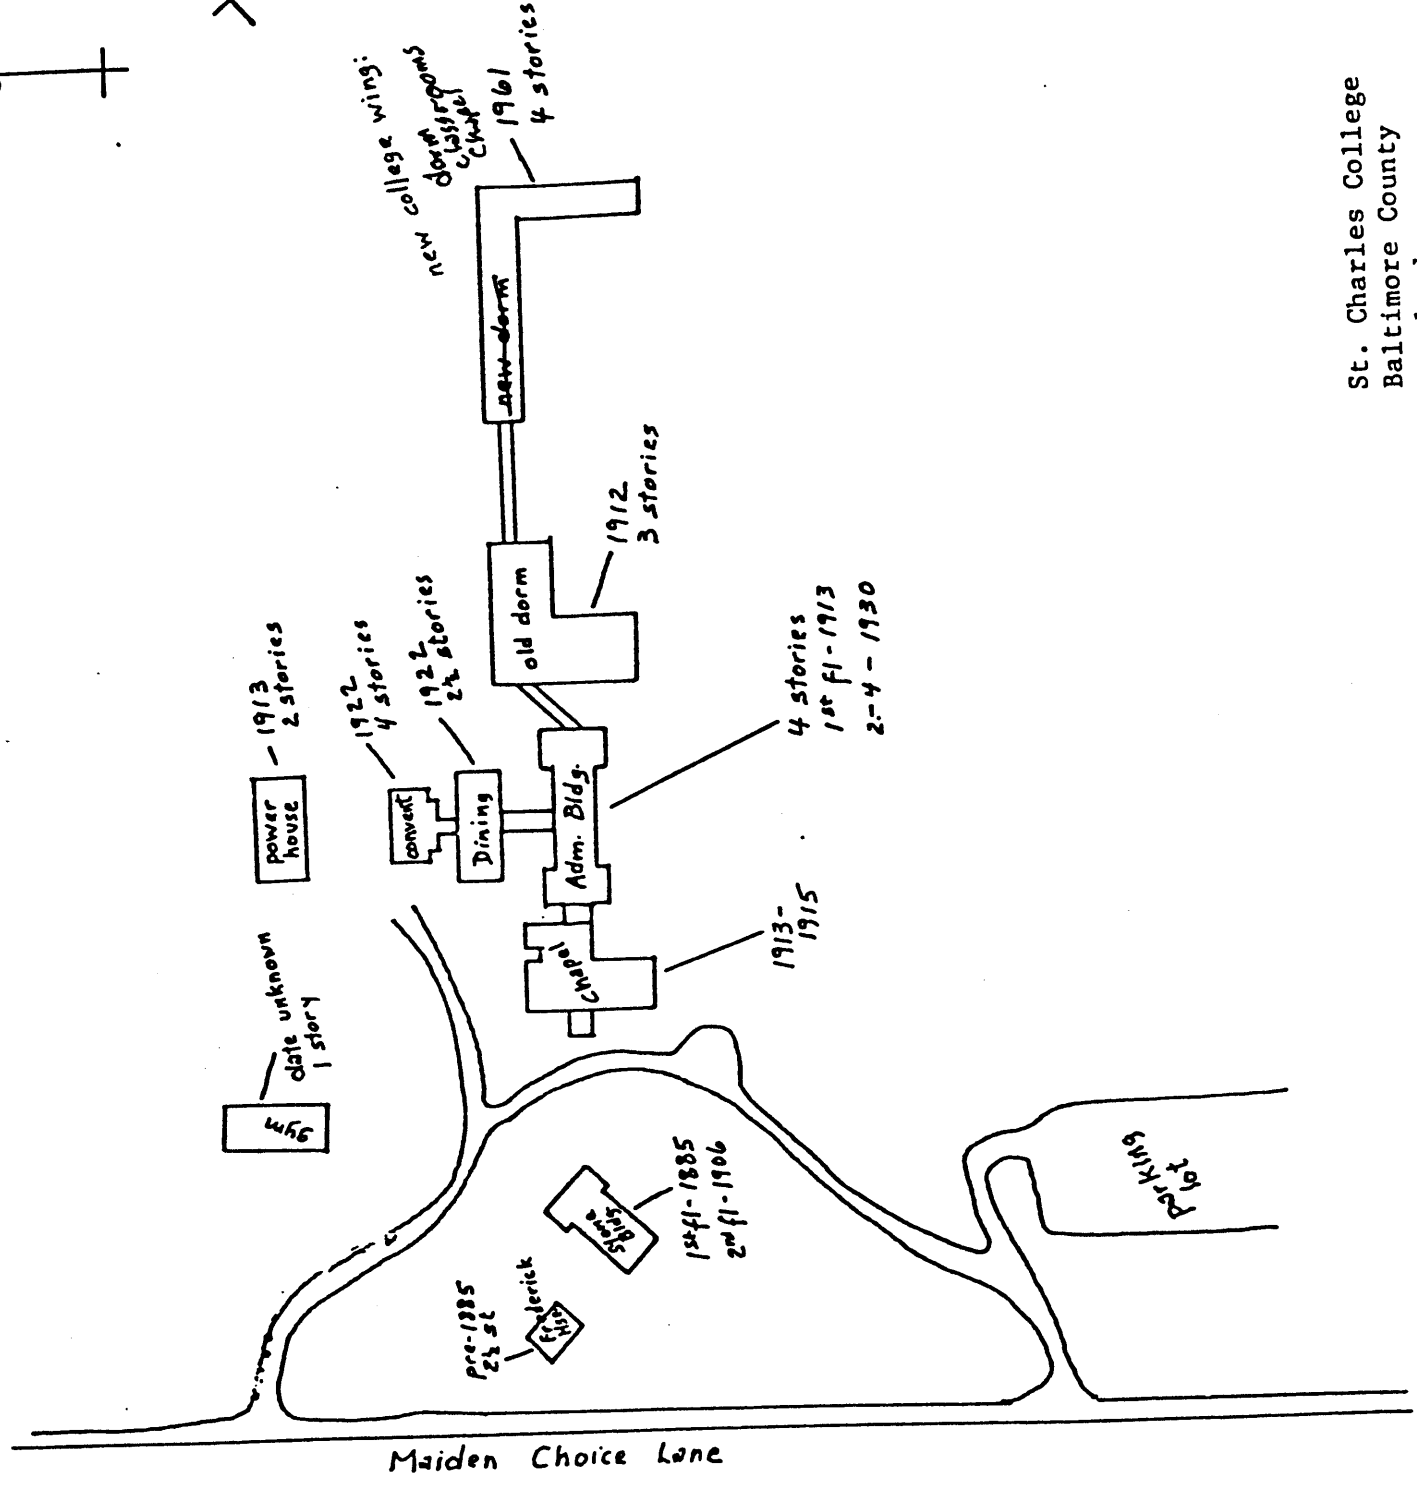 new college wing:
dorm
classrooms
chapel
1961
4 stories
new dorm
1912
3 stories
old dorm
1913
2 stories
power
house
1922
4 stories
convent
1922
2½ stories
Dining
Adm. Bldg.
4 stories
1st fl - 1913
2-4 - 1930
chapel
1913-
1915
date unknown
1 story
gym
Stone
Bldg
1st fl - 1885
2nd fl - 1906
pre-1885
2½ st
Frederick
Hse
parking
lot
Maiden Choice Lane
St. Charles College
Baltimore County